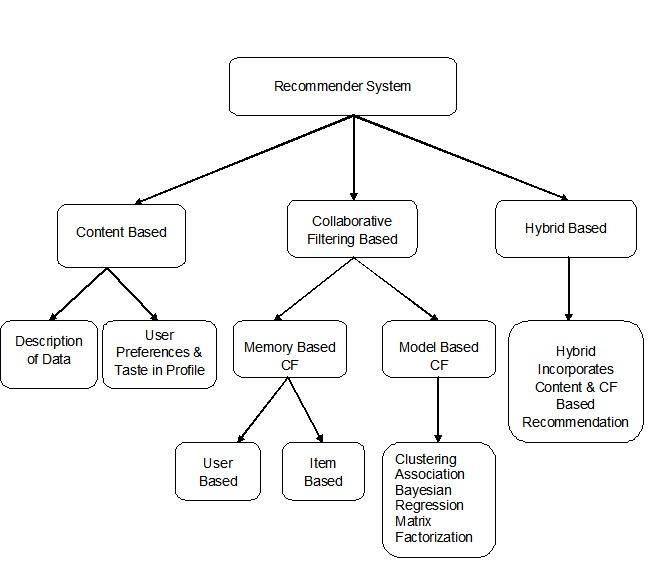 Recommender System
Content Based
Collaborative
Filtering Based
Hybrid Based
Description
of Data
User
Preferences &
Taste in Profile
Memory Based
CF
Model Based
CF
Hybrid
Incorporates
Content & CF
Based
Recommendation
User
Based
Item
Based
Clustering
Association
Bayesian
Regression
Matrix
Factorization